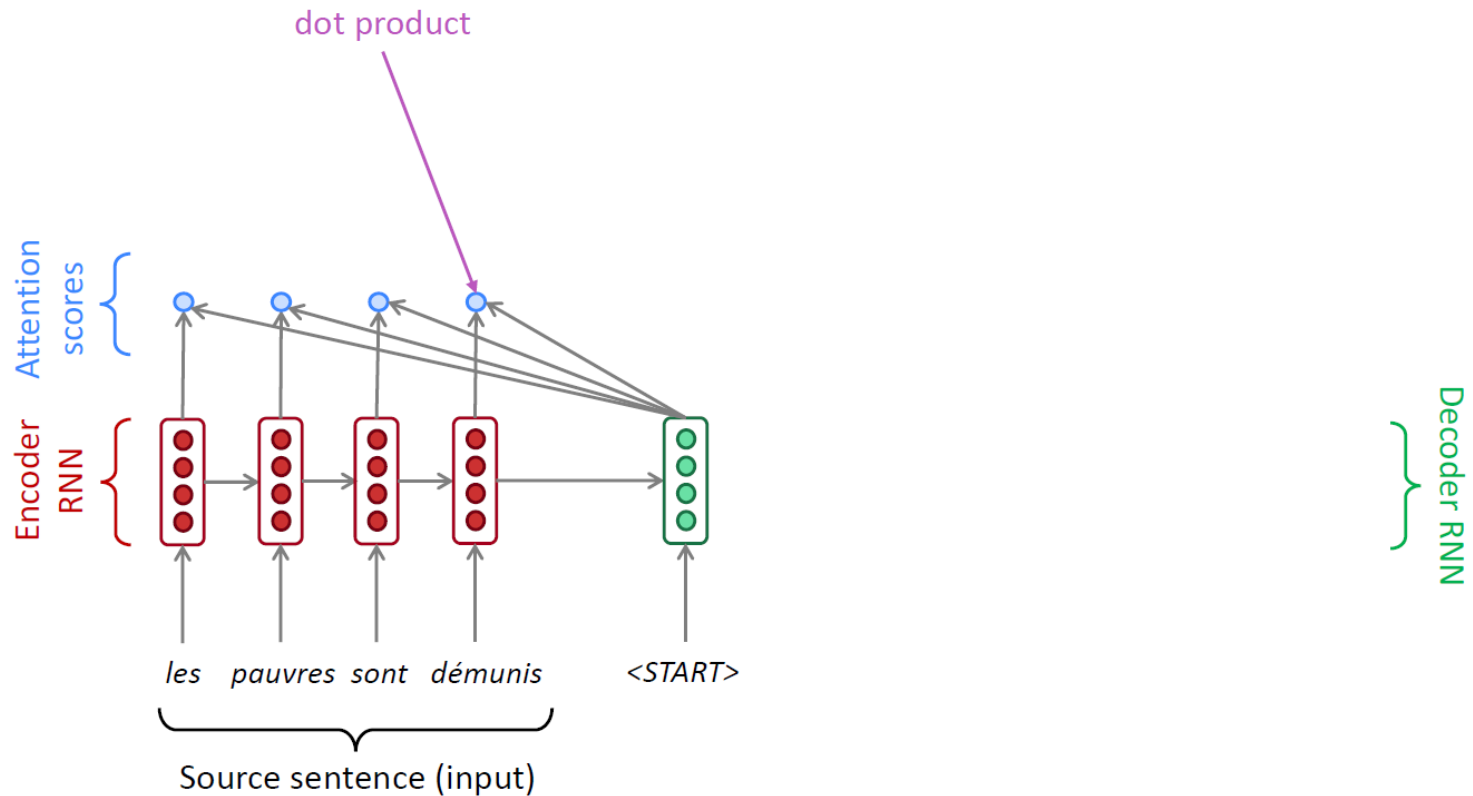 dot product
Attention
scores
Encoder
RNN
Decoder RNN
les pauvres sont démunis <START>
Source sentence (input)